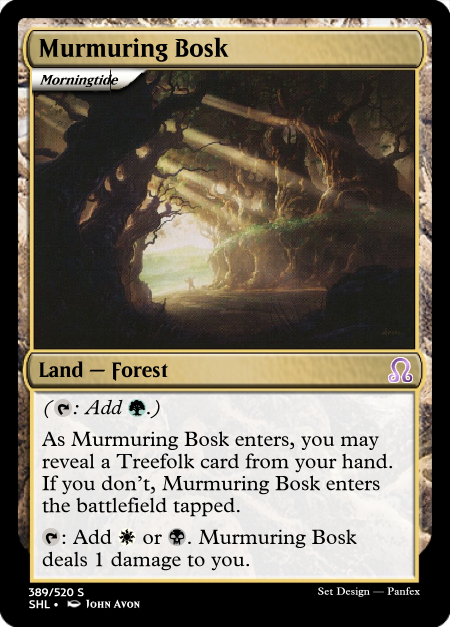 Murmuring Bosk
Morningtide
Land — Forest
(: Add .)
As Murmuring Bosk enters, you may
reveal a Treefolk card from your hand.
If you don't, Murmuring Bosk enters
the battlefield tapped.
: Add or . Murmuring Bosk
deals 1 damage to you.
389/520 S
SHL • John Avon
Set Design — Panfex